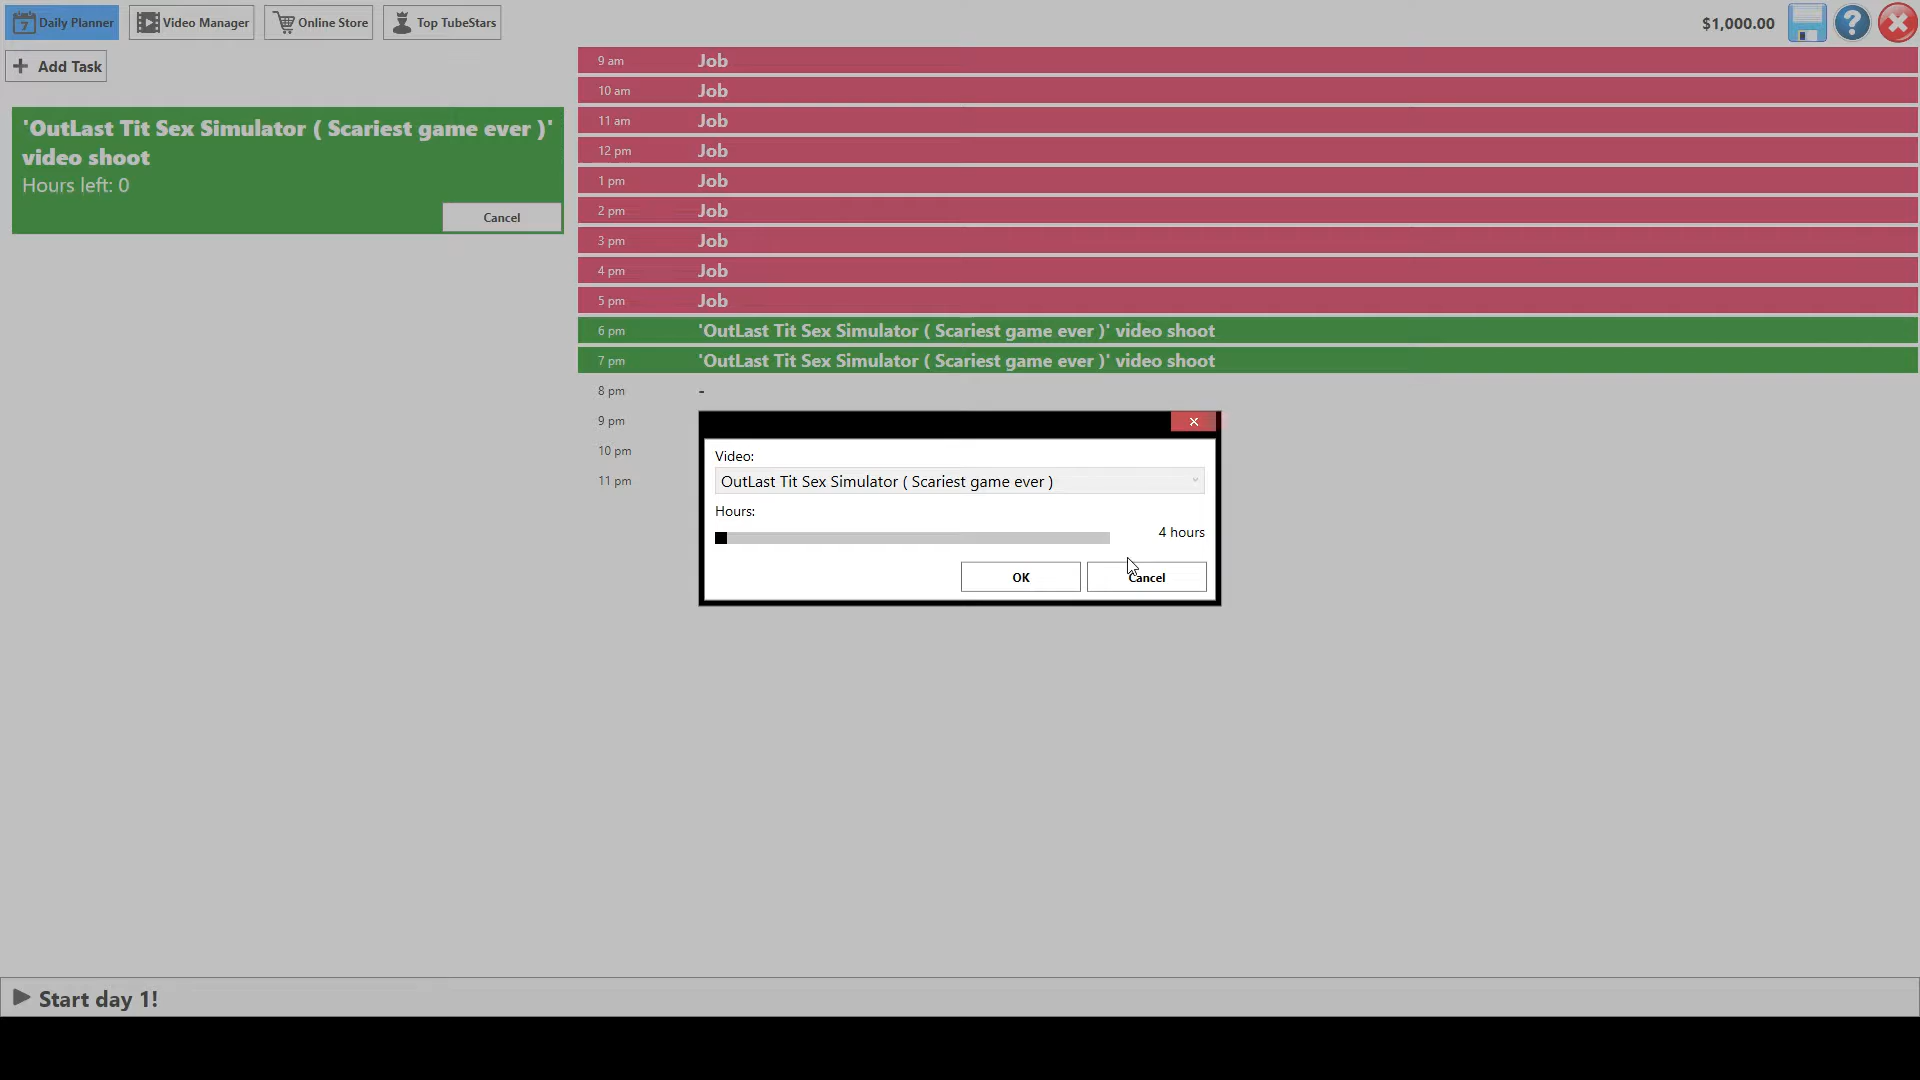 7 Daily Planner Video Manager Online Store Top TubeStars $1,000.00 ?
Add Task
'OutLast Tit Sex Simulator ( Scariest game ever )'
video shoot
Hours left: 0
Cancel
9 am Job
10 am Job
11 am Job
12 pm Job
1 pm Job
2 pm Job
3 pm Job
4 pm Job
5 pm Job
6 pm 'OutLast Tit Sex Simulator ( Scariest game ever )' video shoot
7 pm 'OutLast Tit Sex Simulator ( Scariest game ever )' video shoot
8 pm -
9 pm
10 pm
11 pm
Video:
OutLast Tit Sex Simulator ( Scariest game ever )
Hours:
4 hours
OK Cancel
Start day 1!